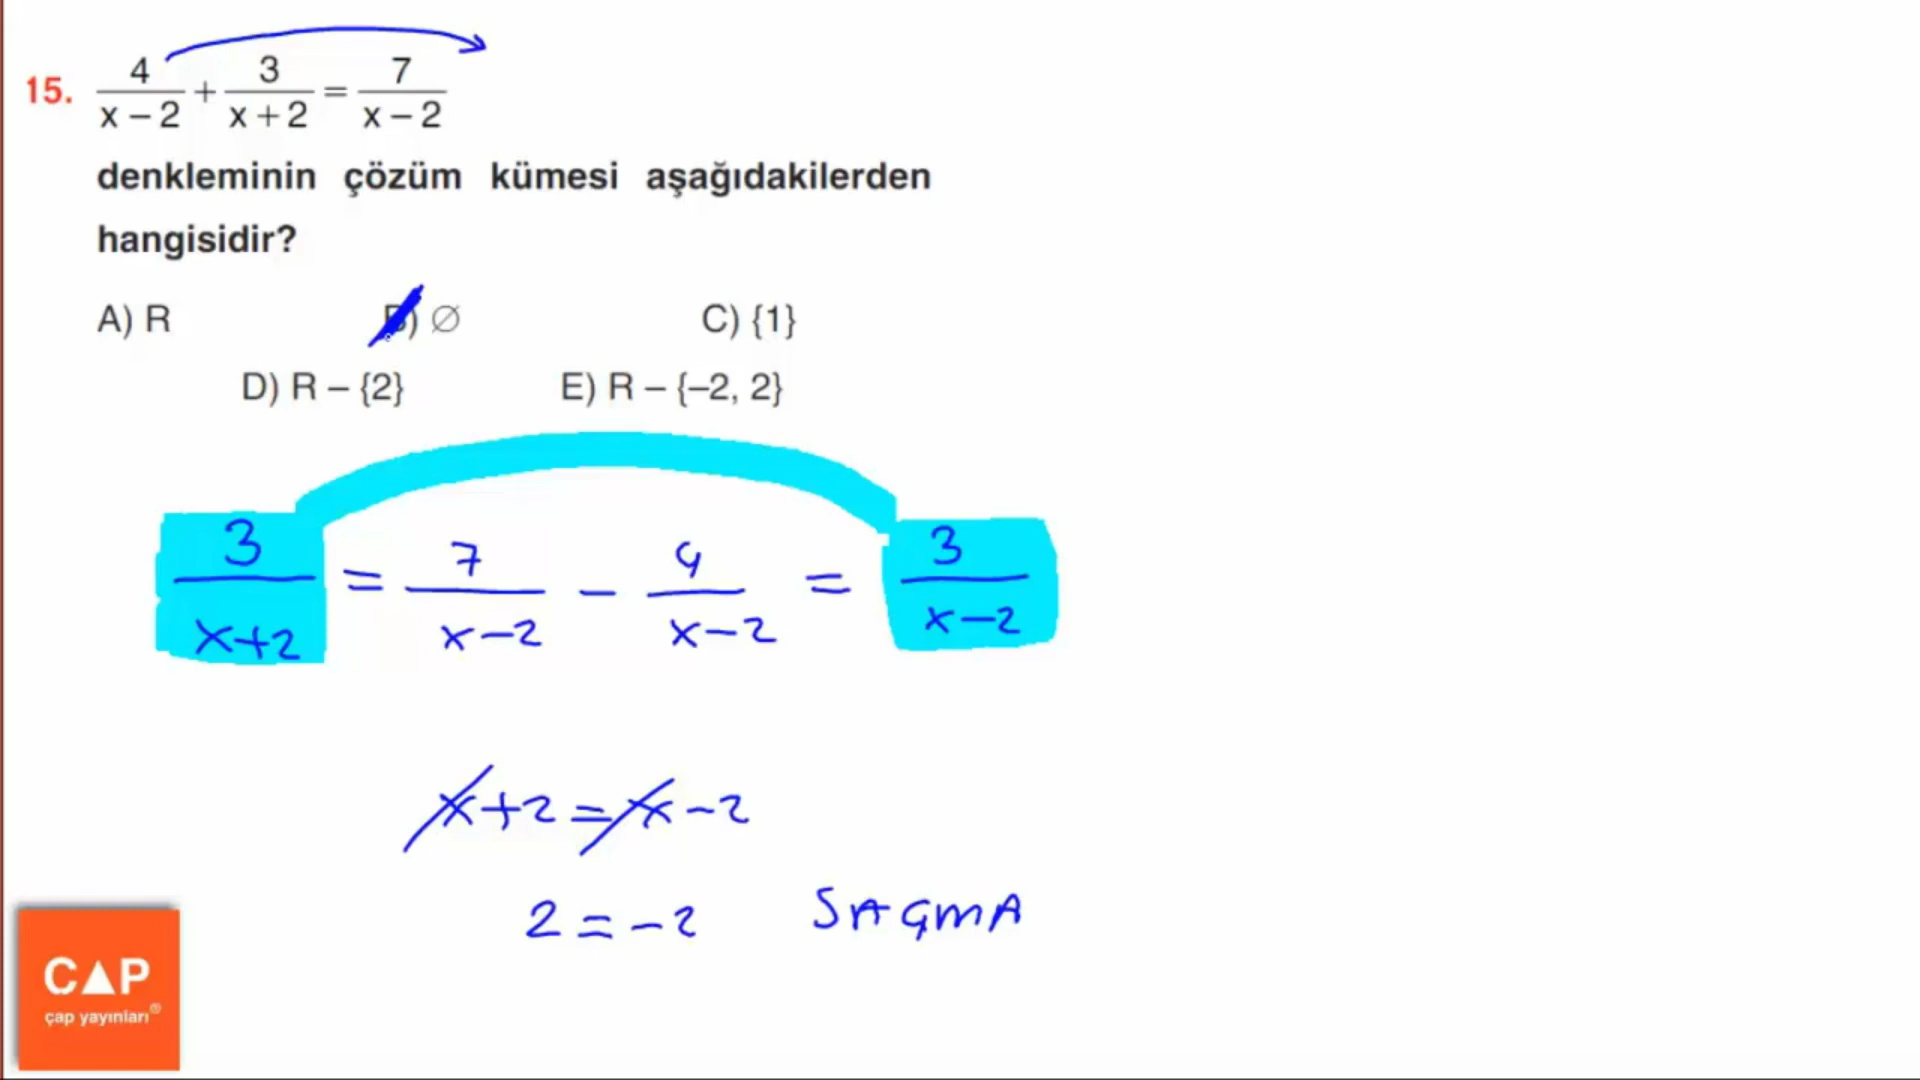 15. 4/(x – 2) + 3/(x + 2) = 7/(x – 2)
denkleminin çözüm kümesi aşağıdakilerden
hangisidir?
A) R B) ∅ C) {1}
D) R – {2} E) R – {–2, 2}
3/(x+2) = 7/(x-2) - 4/(x-2) = 3/(x-2)
x+2 = x-2
2 = -2 SAÇMA
ÇAP
çap yayınları®